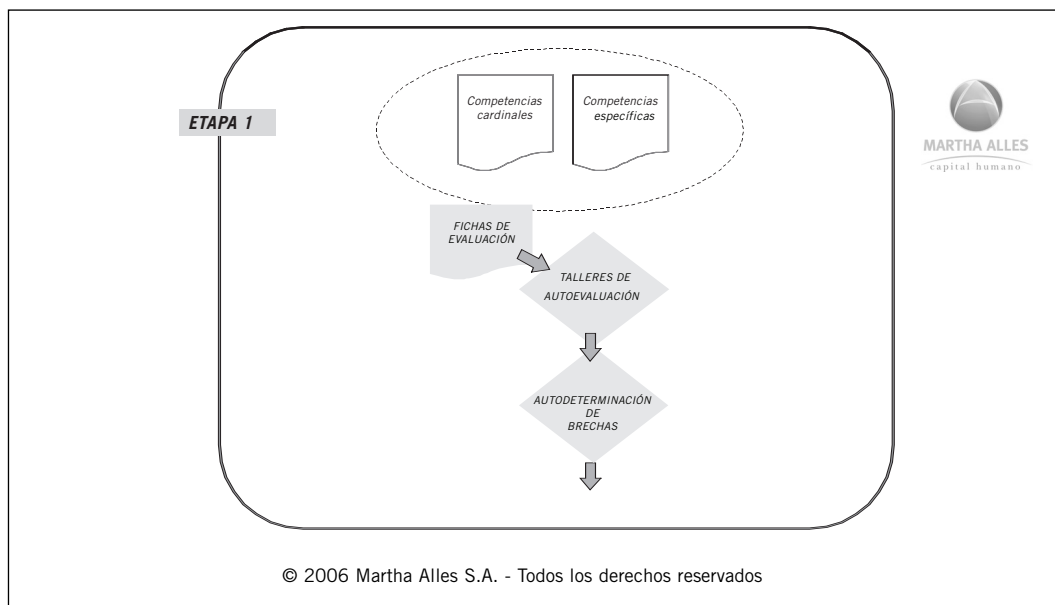 Competencias
cardinales
Competencias
específicas
ETAPA 1
MARTHA ALLES
capital humano
FICHAS DE
EVALUACIÓN
TALLERES DE
AUTOEVALUACIÓN
AUTODETERMINACIÓN
DE
BRECHAS
© 2006 Martha Alles S.A. - Todos los derechos reservados